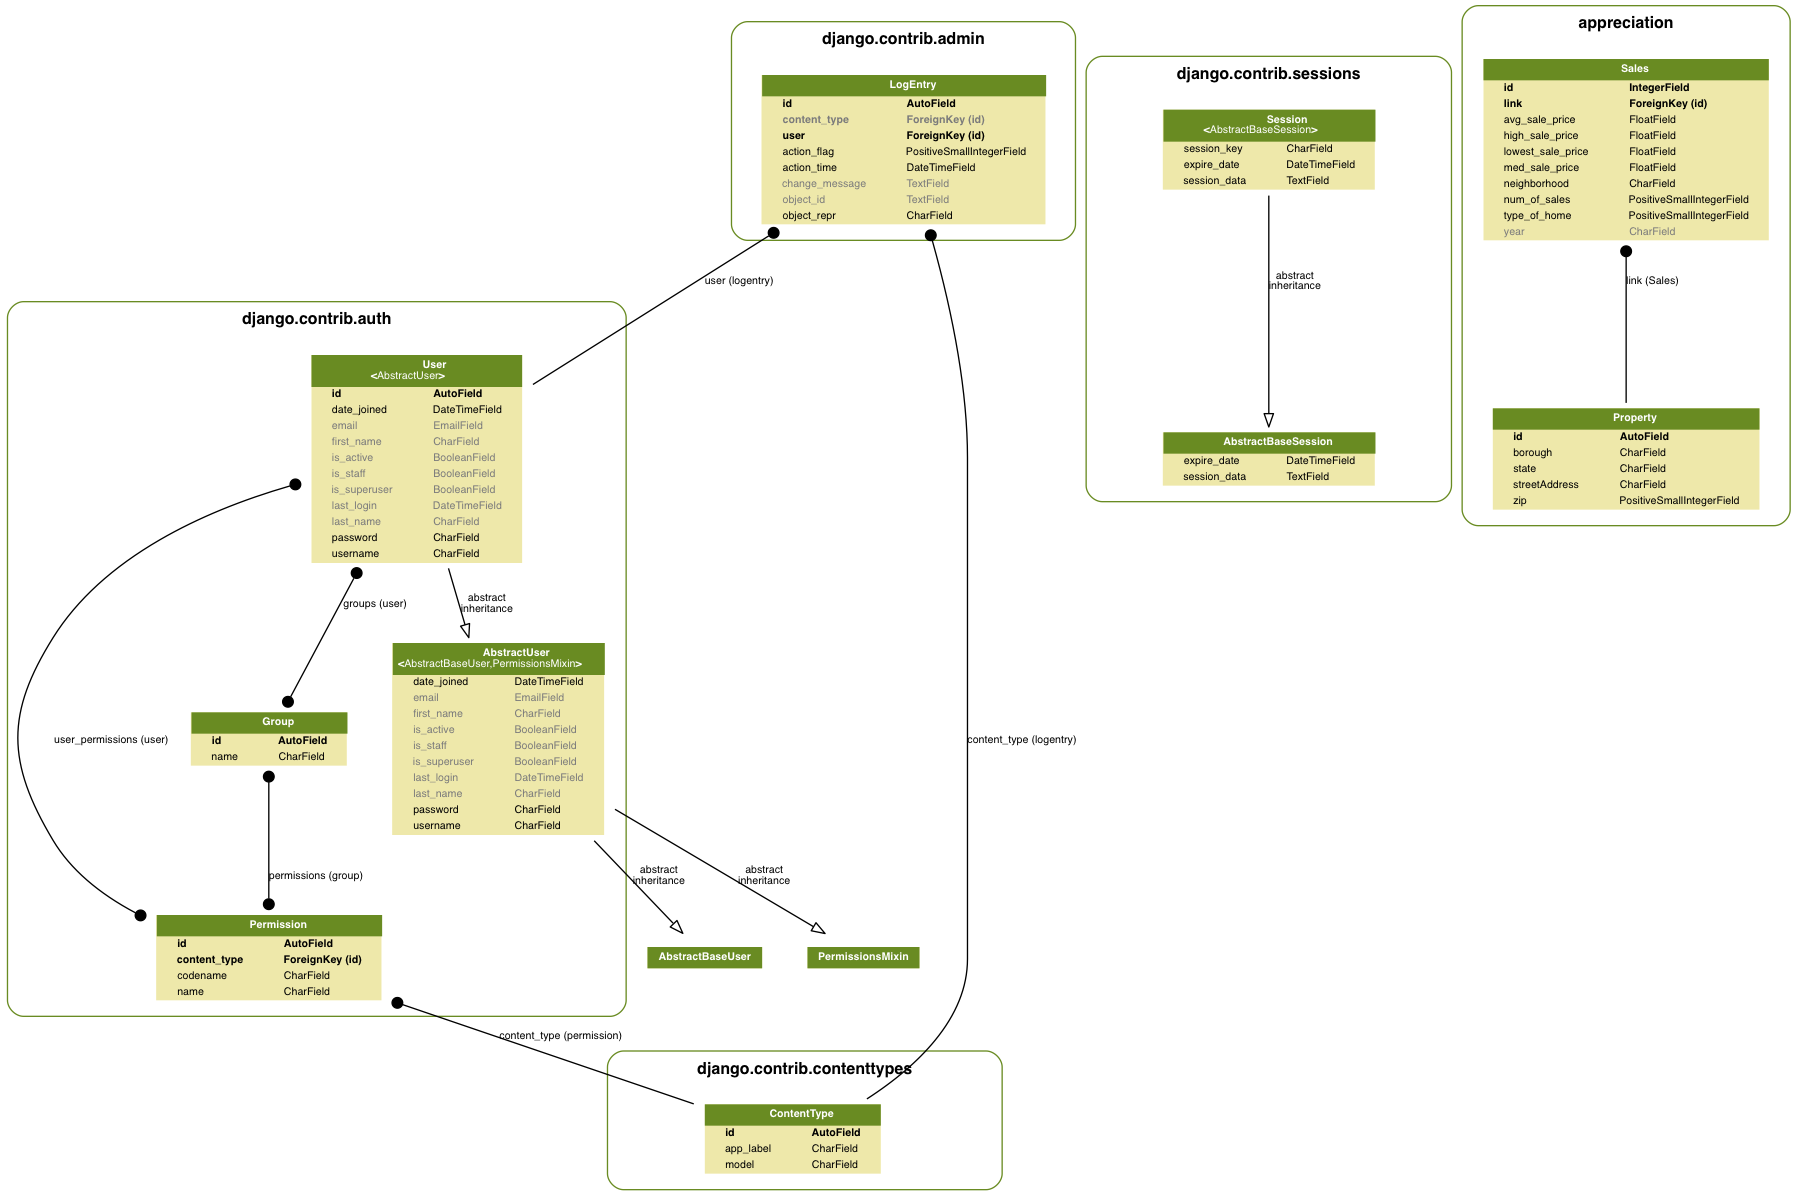 django.contrib.admin
LogEntry
id AutoField
content_type ForeignKey (id)
user ForeignKey (id)
action_flag PositiveSmallIntegerField
action_time DateTimeField
change_message TextField
object_id TextField
object_repr CharField
django.contrib.sessions
Session
<AbstractBaseSession>
session_key CharField
expire_date DateTimeField
session_data TextField
abstract
inheritance
AbstractBaseSession
expire_date DateTimeField
session_data TextField
appreciation
Sales
id IntegerField
link ForeignKey (id)
avg_sale_price FloatField
high_sale_price FloatField
lowest_sale_price FloatField
med_sale_price FloatField
neighborhood CharField
num_of_sales PositiveSmallIntegerField
type_of_home PositiveSmallIntegerField
year CharField
link (Sales)
Property
id AutoField
borough CharField
state CharField
streetAddress CharField
zip PositiveSmallIntegerField
user (logentry)
django.contrib.auth
User
<AbstractUser>
id AutoField
date_joined DateTimeField
email EmailField
first_name CharField
is_active BooleanField
is_staff BooleanField
is_superuser BooleanField
last_login DateTimeField
last_name CharField
password CharField
username CharField
groups (user)
abstract
inheritance
AbstractUser
<AbstractBaseUser,PermissionsMixin>
date_joined DateTimeField
email EmailField
first_name CharField
is_active BooleanField
is_staff BooleanField
is_superuser BooleanField
last_login DateTimeField
last_name CharField
password CharField
username CharField
Group
id AutoField
name CharField
user_permissions (user)
content_type (logentry)
permissions (group)
abstract
inheritance
abstract
inheritance
Permission
id AutoField
content_type ForeignKey (id)
codename CharField
name CharField
AbstractBaseUser
PermissionsMixin
content_type (permission)
django.contrib.contenttypes
ContentType
id AutoField
app_label CharField
model CharField